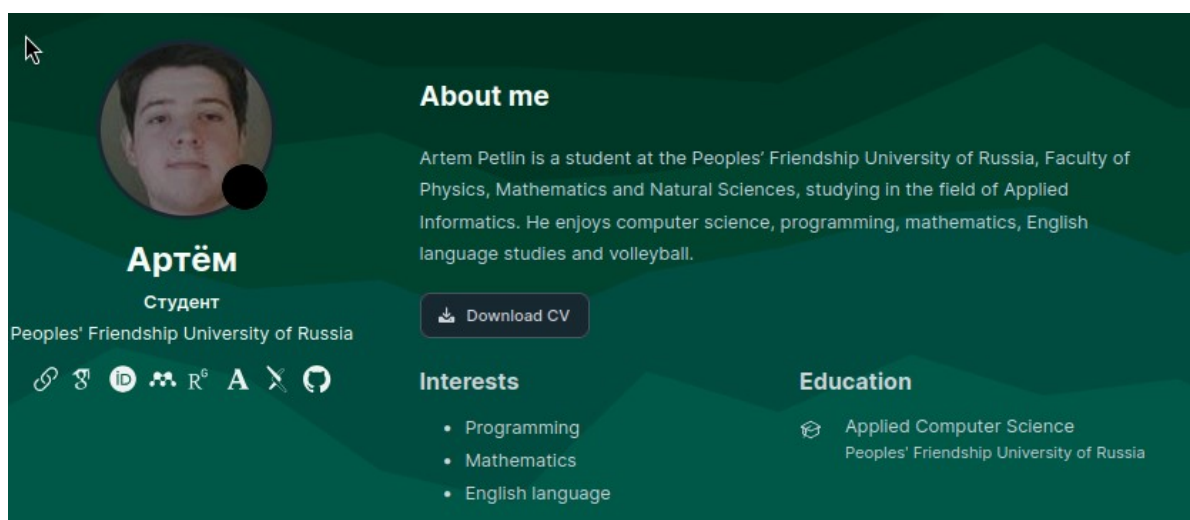 Артём
Студент
Peoples' Friendship University of Russia
iD
RG
A
About me
Artem Petlin is a student at the Peoples’ Friendship University of Russia, Faculty of
Physics, Mathematics and Natural Sciences, studying in the field of Applied
Informatics. He enjoys computer science, programming, mathematics, English
language studies and volleyball.
Download CV
Interests
• Programming
• Mathematics
• English language
Education
Applied Computer Science
Peoples' Friendship University of Russia